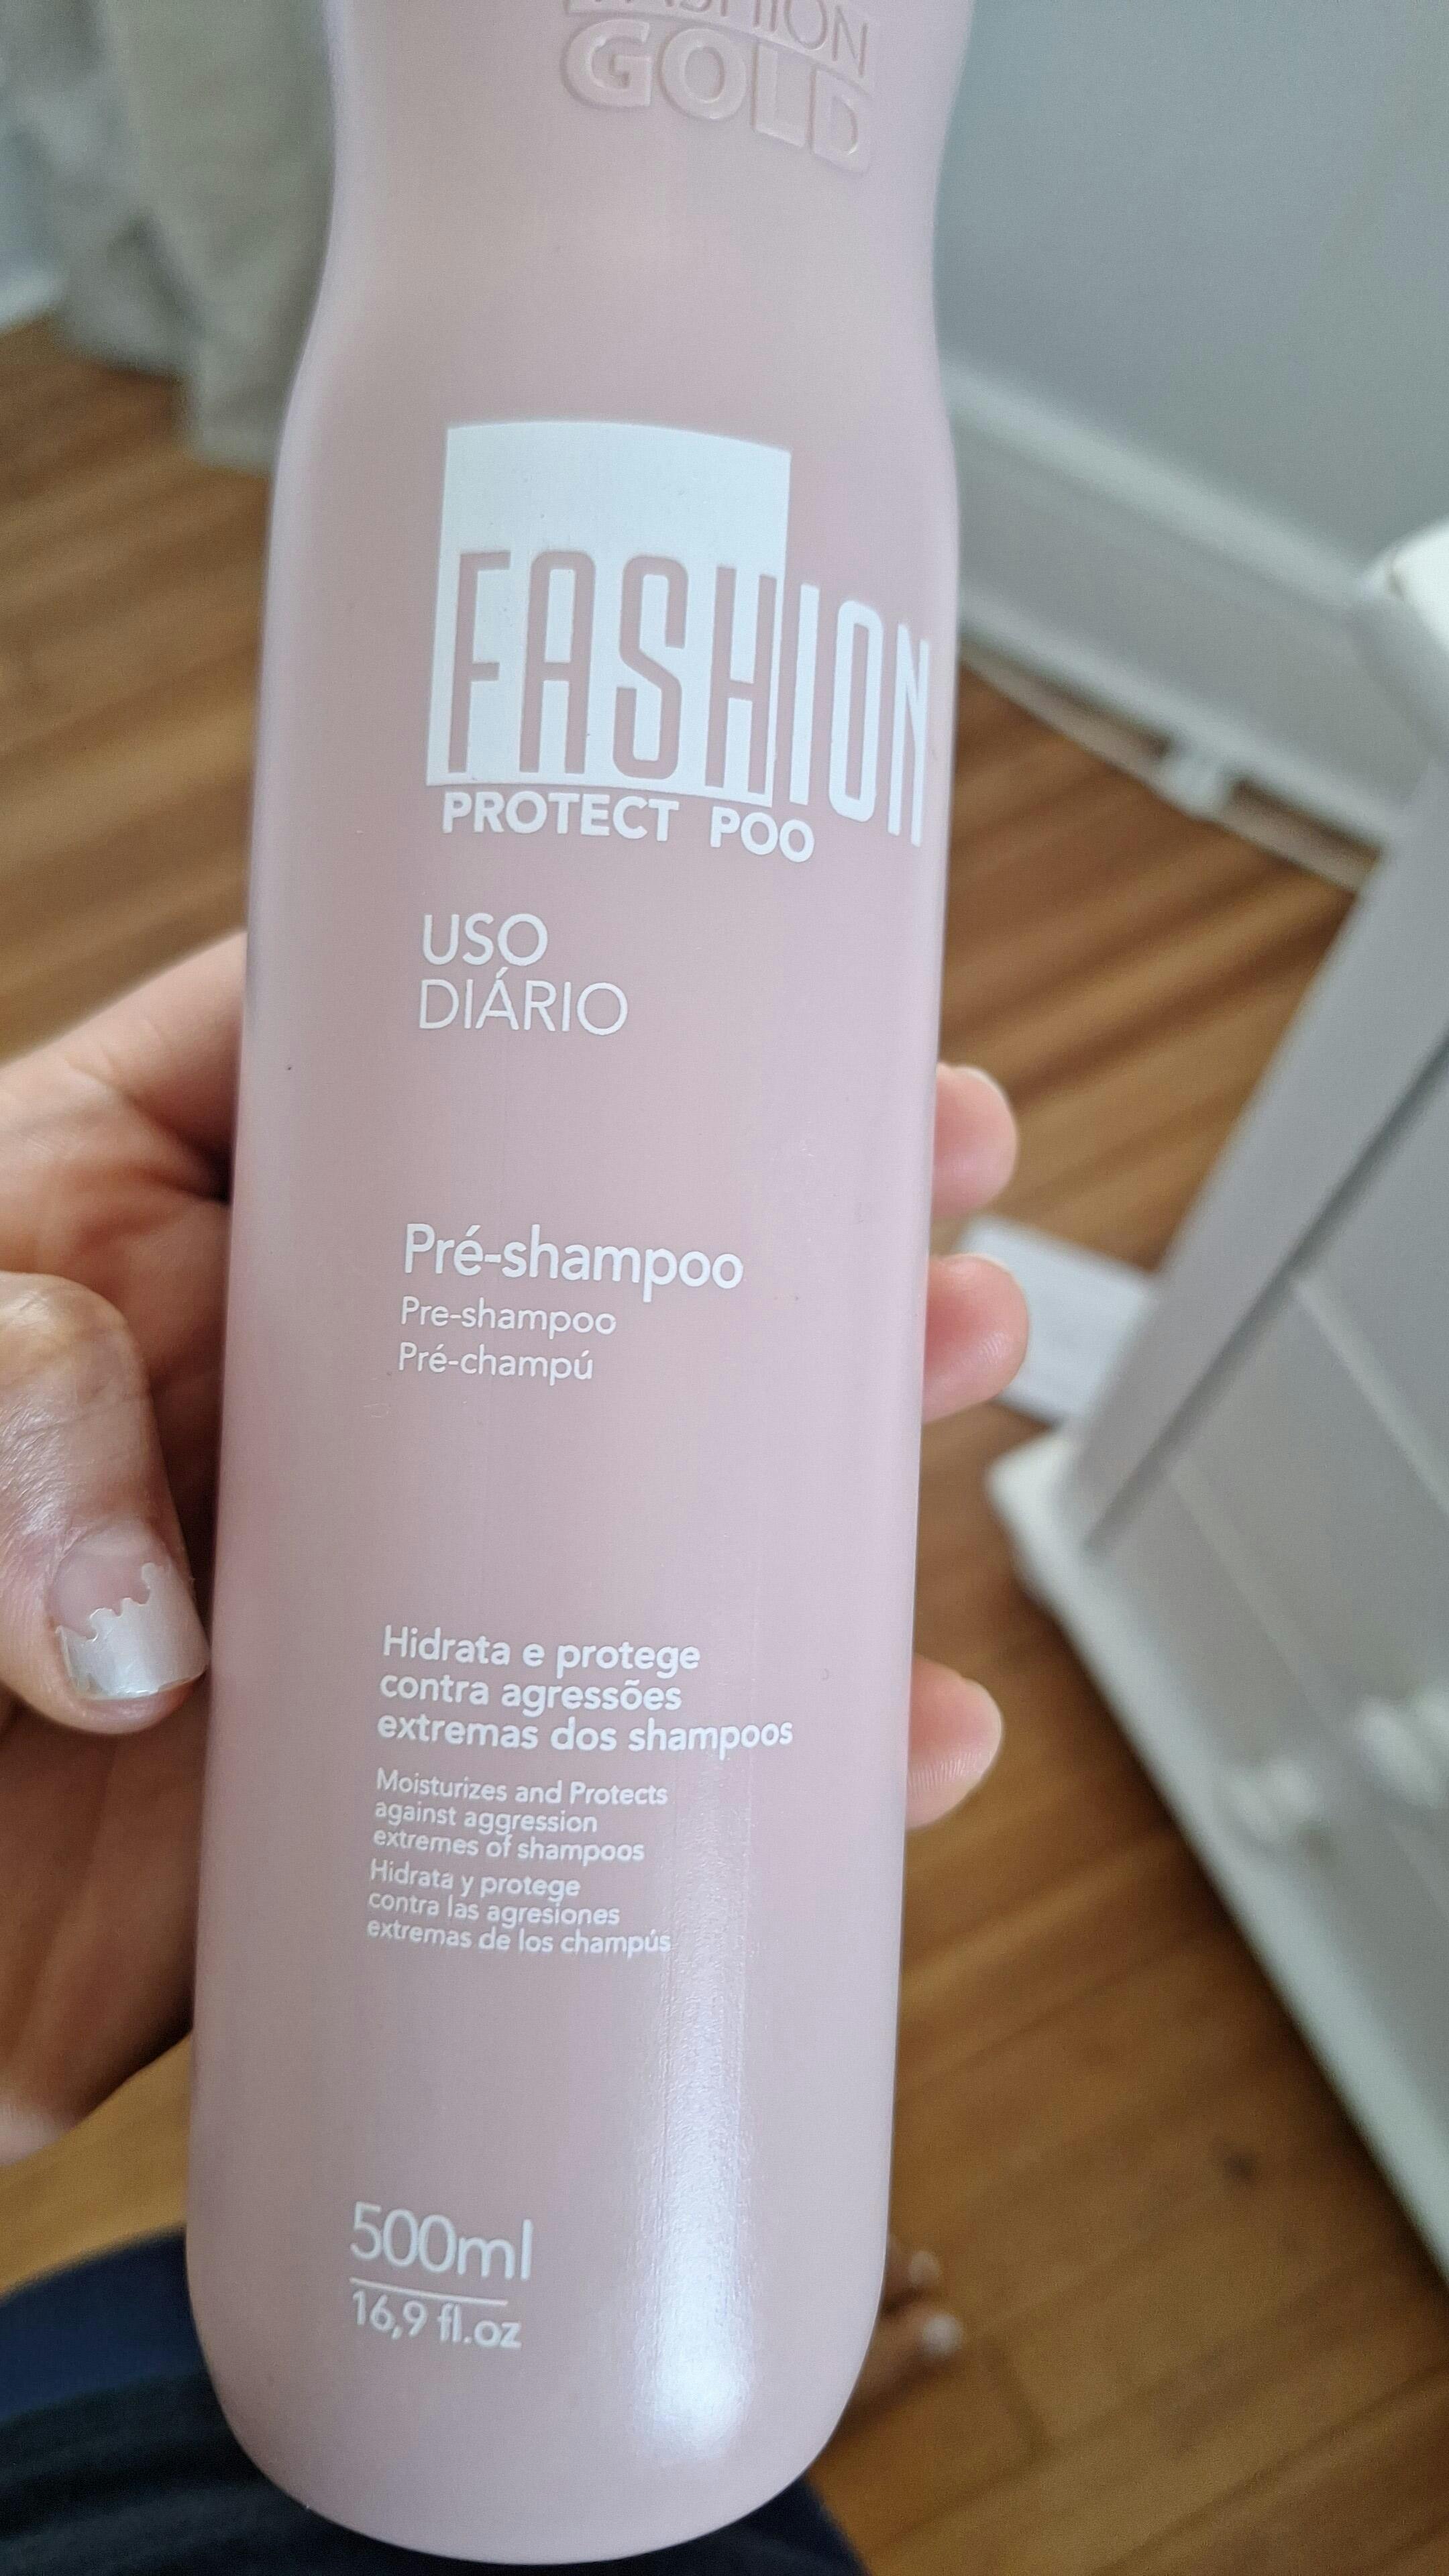 FASHION
GOLD
FASHION
PROTECT POO
USO
DIÁRIO
Pré-shampoo
Pre-shampoo
Pré-champú
Hidrata e protege
contra agressões
extremas dos shampoos
Moisturizes and Protects
against aggression
extremes of shampoos
Hidrata y protege
contra las agresiones
extremas de los champús
500ml
16,9 fl.oz